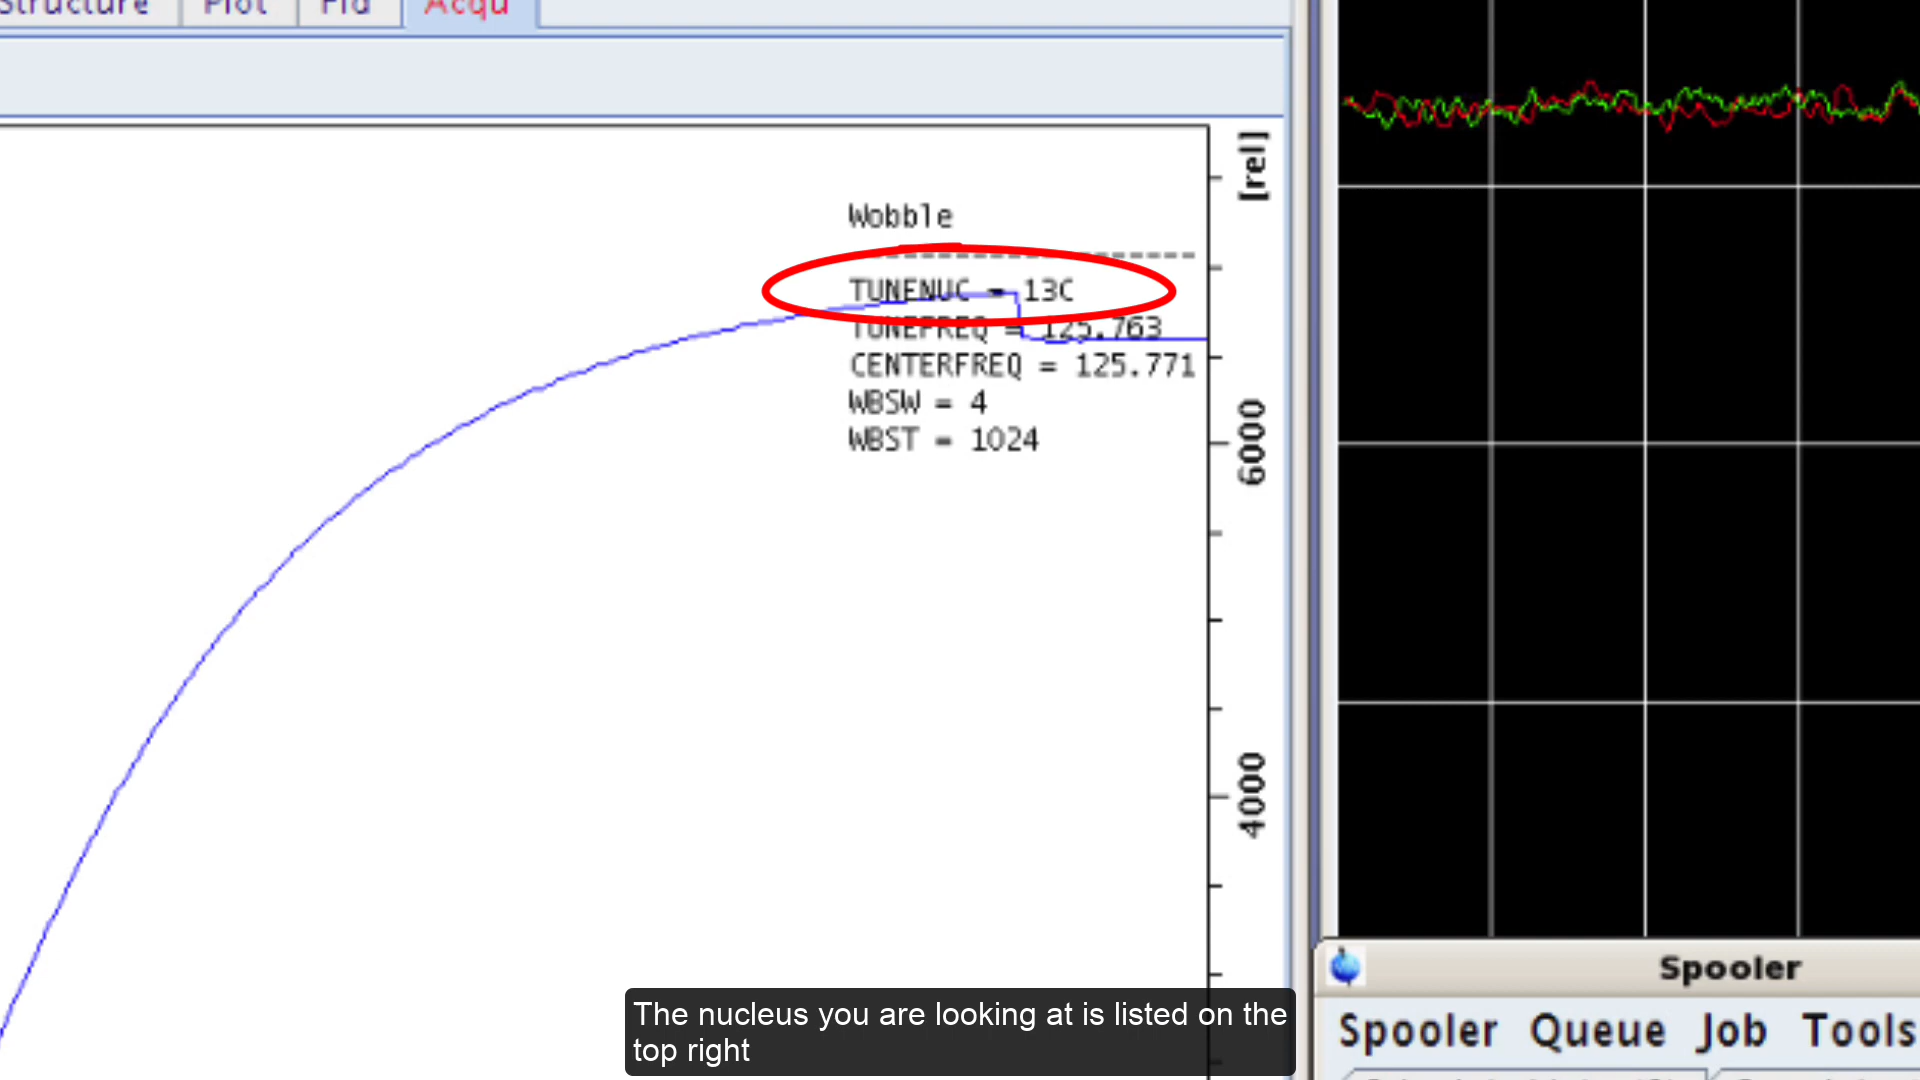 Structure Plot Fid Acqu
[rel]
Wobble
TUNENUC = 13C
TUNEFREQ = 125.763
CENTERFREQ = 125.771
WBSW = 4
WBST = 1024
6000
4000
Spooler
Spooler Queue Job Tools
The nucleus you are looking at is listed on the
top right